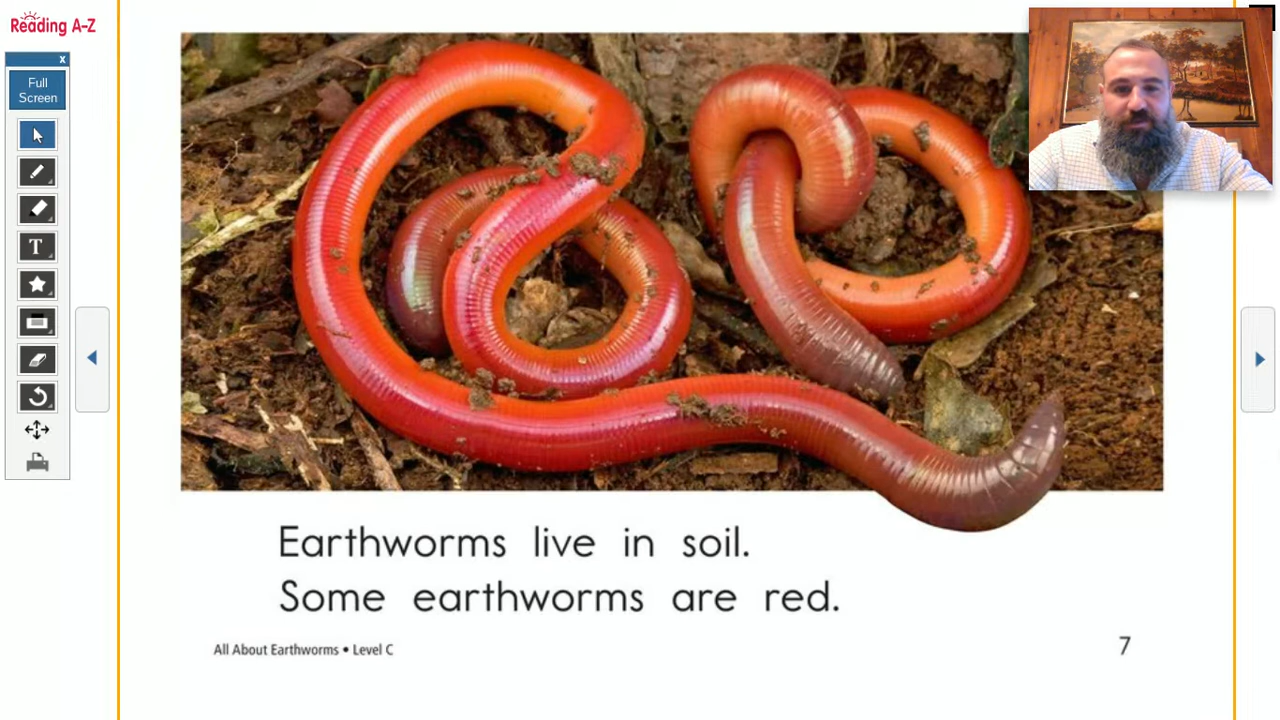 Reading A-Z
x
Full
Screen
T
Earthworms live in soil.
Some earthworms are red.
All About Earthworms • Level C
7